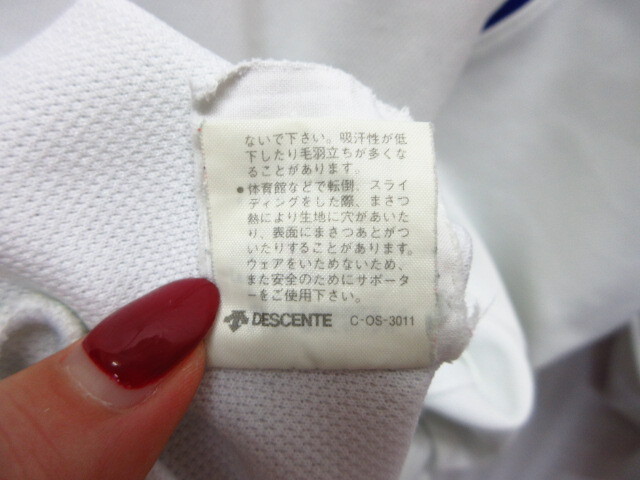 ないで下さい。吸汗性が低
下したり毛羽立ちが多くな
ることがあります。
●体育館などで転倒、スライ
ディングをした際、まさつ
熱により生地に穴があいた
り、表面にまさつあとがつ
いたりすることがあります。
ウェアをいためないため、
また安全のためにサポータ
ーをご使用下さい。
DESCENTE C-OS-3011